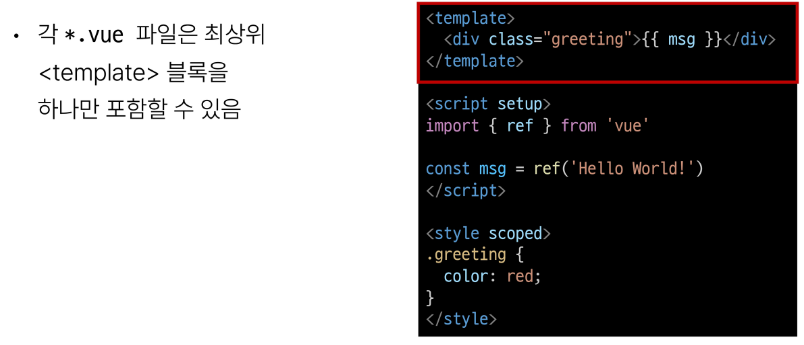 • 각 *.vue 파일은 최상위
<template> 블록을
하나만 포함할 수 있음
<template>
  <div class="greeting">{{ msg }}</div>
</template>
<script setup>
import { ref } from 'vue'
const msg = ref('Hello World!')
</script>
<style scoped>
.greeting {
  color: red;
}
</style>